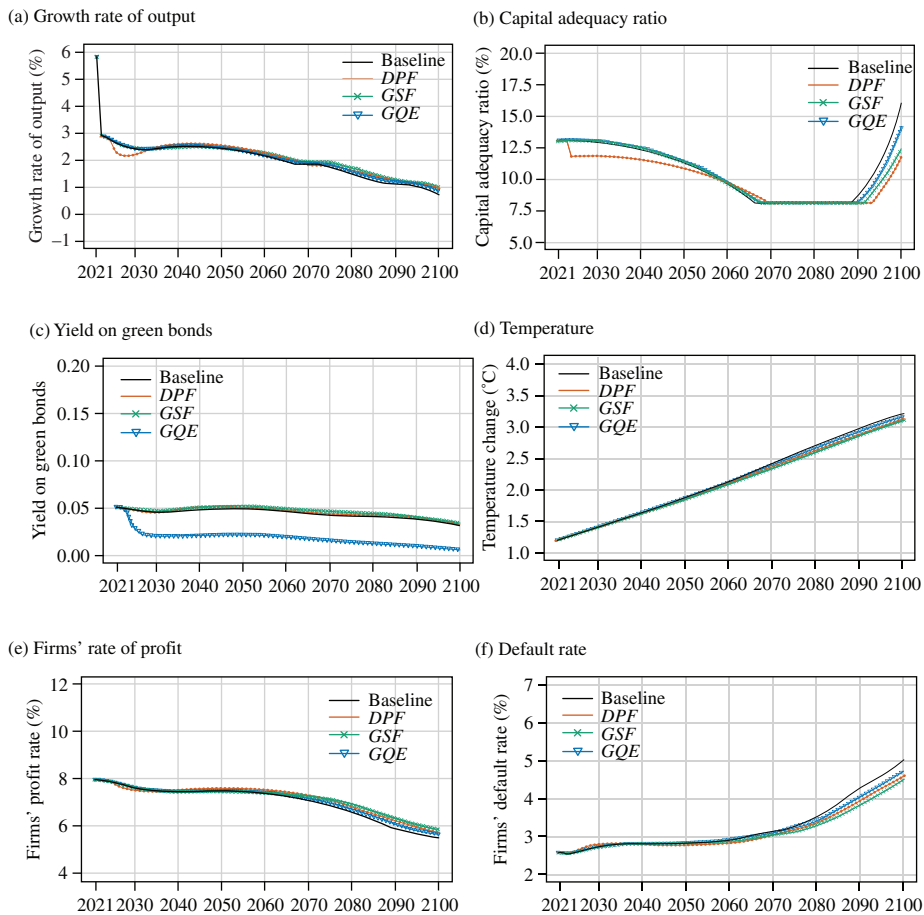 (a) Growth rate of output
Growth rate of output (%)
6
5
4
3
2
1
0
–1
Baseline
DPF
GSF
GQE
2021 2030 2040 2050 2060 2070 2080 2090 2100
(b) Capital adequacy ratio
Capital adequacy ratio (%)
20.0
17.5
15.0
12.5
10.0
7.5
5.0
Baseline
DPF
GSF
GQE
2021 2030 2040 2050 2060 2070 2080 2090 2100
(c) Yield on green bonds
Yield on green bonds
0.20
0.15
0.10
0.05
0.00
Baseline
DPF
GSF
GQE
2021 2030 2040 2050 2060 2070 2080 2090 2100
(d) Temperature
Temperature change (˚C)
4.0
3.5
3.0
2.5
2.0
1.5
1.0
Baseline
DPF
GSF
GQE
2021 2030 2040 2050 2060 2070 2080 2090 2100
(e) Firms’ rate of profit
Firms’ profit rate (%)
12
10
8
6
4
Baseline
DPF
GSF
GQE
2021 2030 2040 2050 2060 2070 2080 2090 2100
(f) Default rate
Firms’ default rate (%)
7
6
5
4
3
2
Baseline
DPF
GSF
GQE
2021 2030 2040 2050 2060 2070 2080 2090 2100